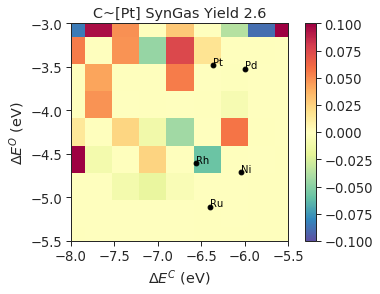 C~[Pt] SynGas Yield 2.6
ΔE^O (eV)
−3.0
−3.5
−4.0
−4.5
−5.0
−5.5
Pt
Pd
Rh
Ni
Ru
−8.0 −7.5 −7.0 −6.5 −6.0 −5.5
ΔE^C (eV)
0.100
0.075
0.050
0.025
0.000
−0.025
−0.050
−0.075
−0.100